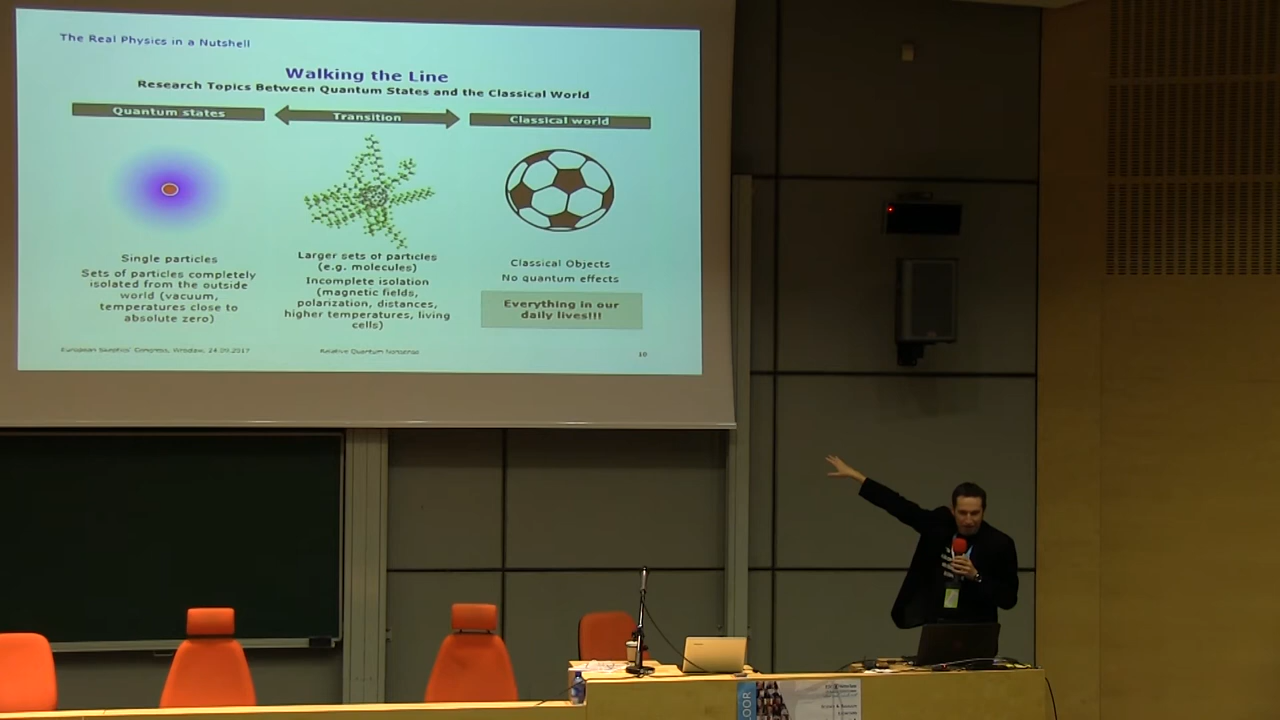 The Real Physics in a Nutshell
Walking the Line
Research Topics Between Quantum States and the Classical World
Quantum states
Transition
Classical world
Single particles
Sets of particles completely
isolated from the outside
world (vacuum,
temperatures close to
absolute zero)
Larger sets of particles
(e.g. molecules)
Incomplete isolation
(magnetic fields,
polarization, distances,
higher temperatures, living
cells)
Classical Objects
No quantum effects
Everything in our
daily lives!!!
European Skeptics' Congress, Wroclaw, 24.09.2017
Relative Quantum Nonsense
10